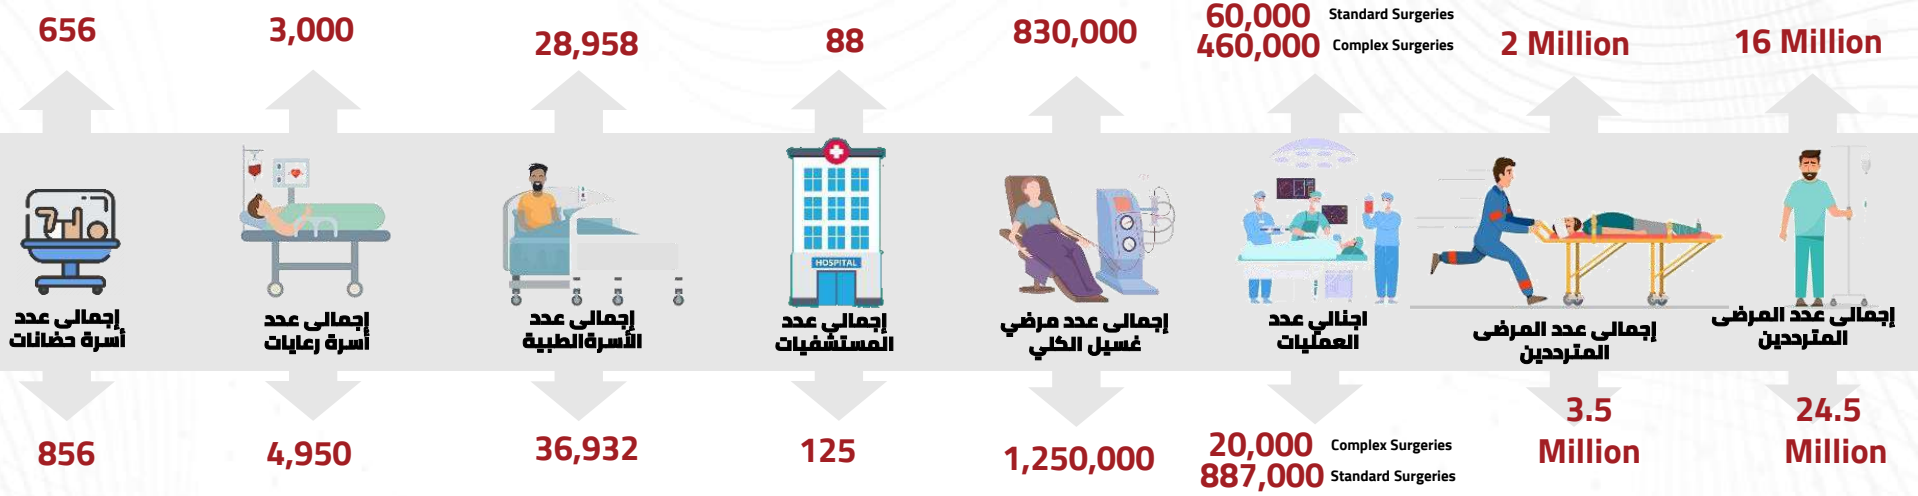 656
3,000
28,958
88
830,000
60,000 Standard Surgeries
460,000 Complex Surgeries
2 Million
16 Million
HOSPITAL
إجمالى عدد
أسرة حضانات
إجمالى عدد
أسرة رعايات
إجمالى عدد
الأسرةالطبية
إجمالي عدد
المستشفيات
إجمالى عدد مرضي
غسيل الكلي
اجنالي عدد
العمليات
إجمالى عدد المرضى
المترددين
إجمالى عدد المرضى
المترددين
856
4,950
36,932
125
1,250,000
20,000 Complex Surgeries
887,000 Standard Surgeries
3.5
Million
24.5
Million